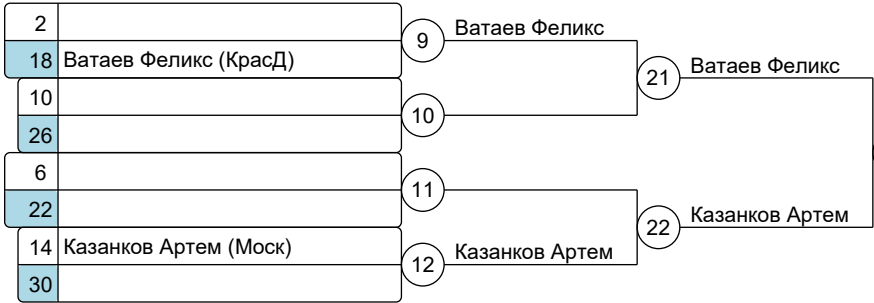 2
18 Ватаев Феликс (КрасД)
9 Ватаев Феликс
10
26
10
21 Ватаев Феликс
6
22
11
14 Казанков Артем (Моск)
30
12 Казанков Артем
22 Казанков Артем